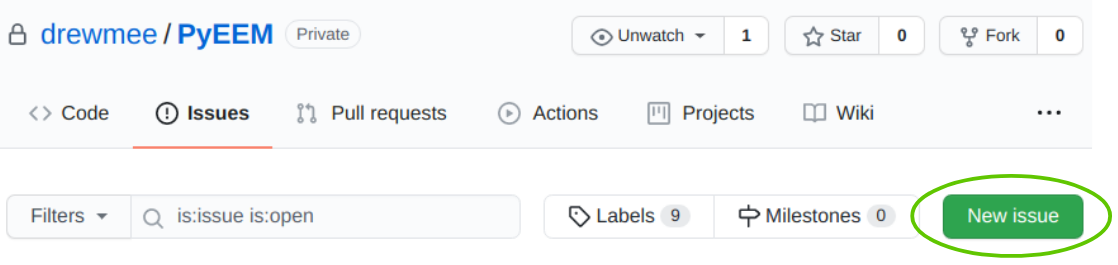 drewmee / PyEEM Private Unwatch 1 Star 0 Fork 0
Code Issues Pull requests Actions Projects Wiki ...
Filters is:issue is:open Labels 9 Milestones 0 New issue